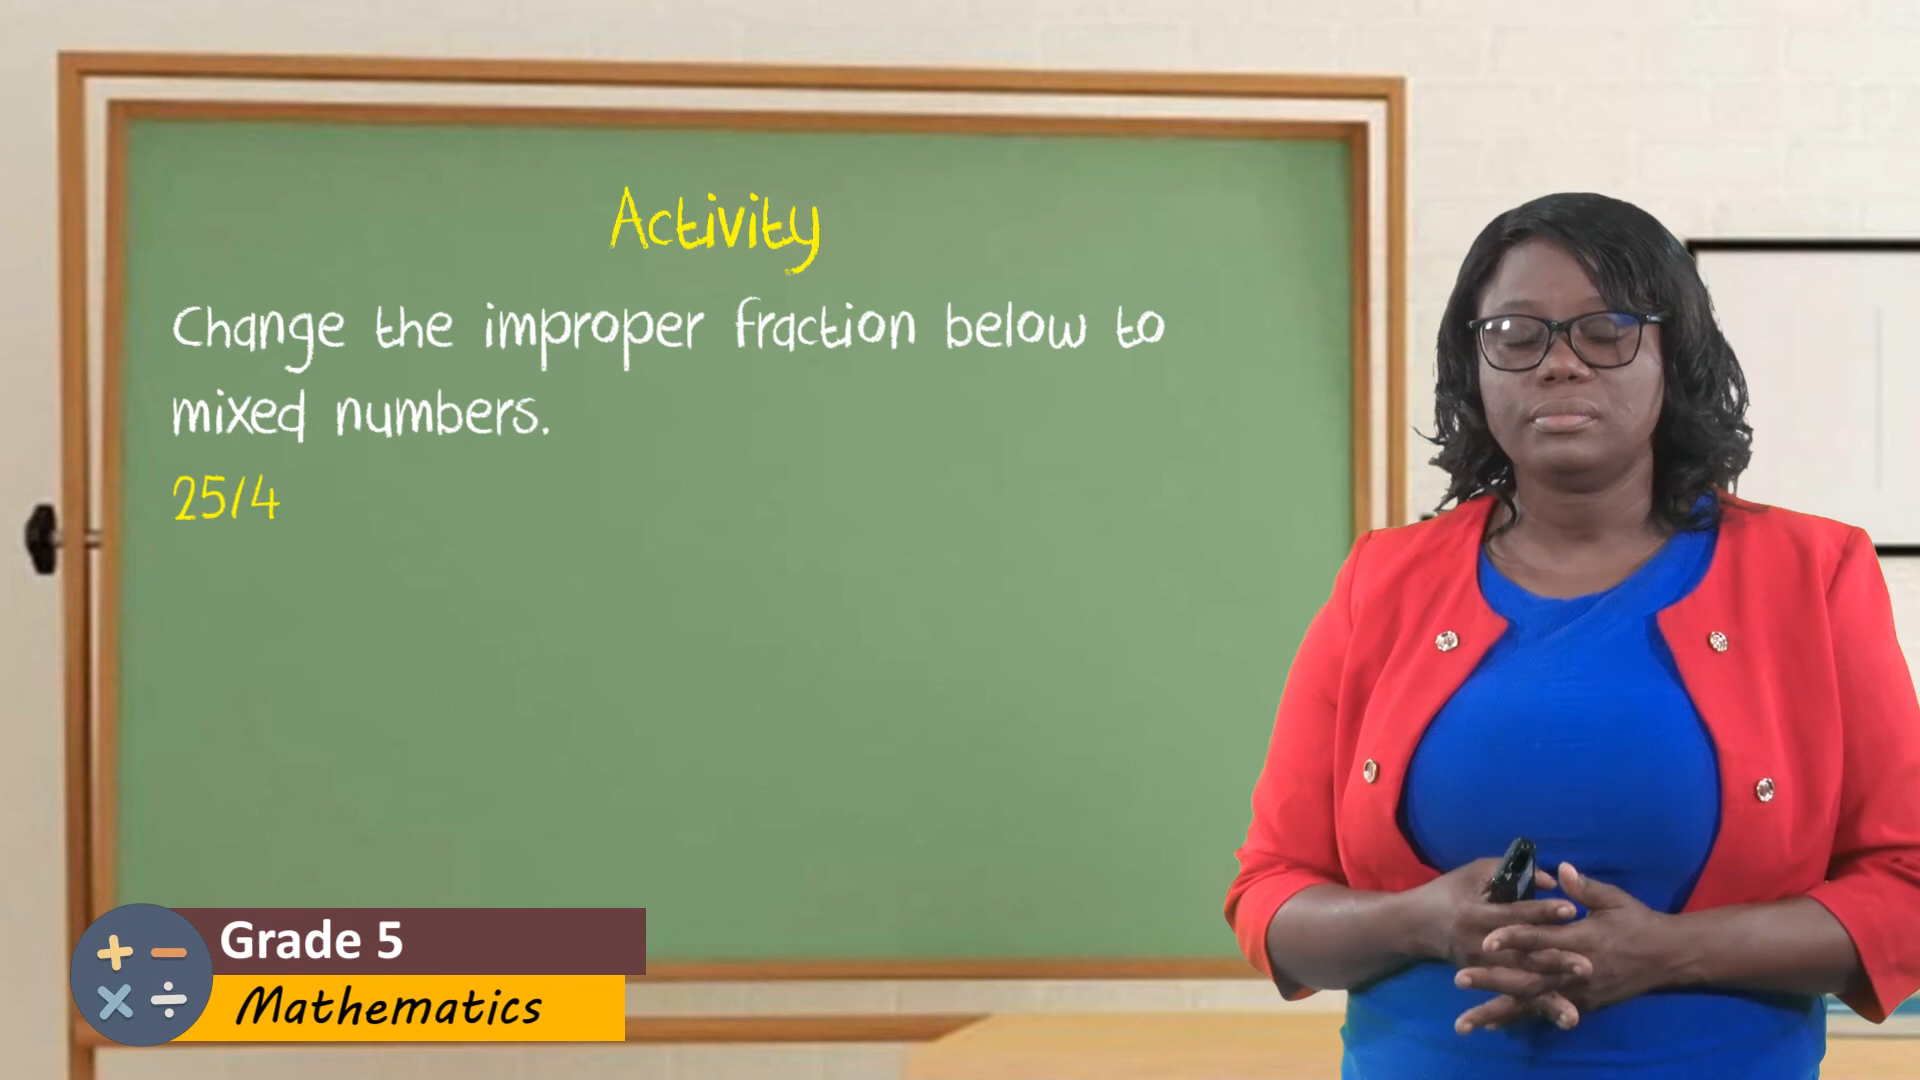 Activity
Change the improper fraction below to
mixed numbers.
25/4
Grade 5
Mathematics